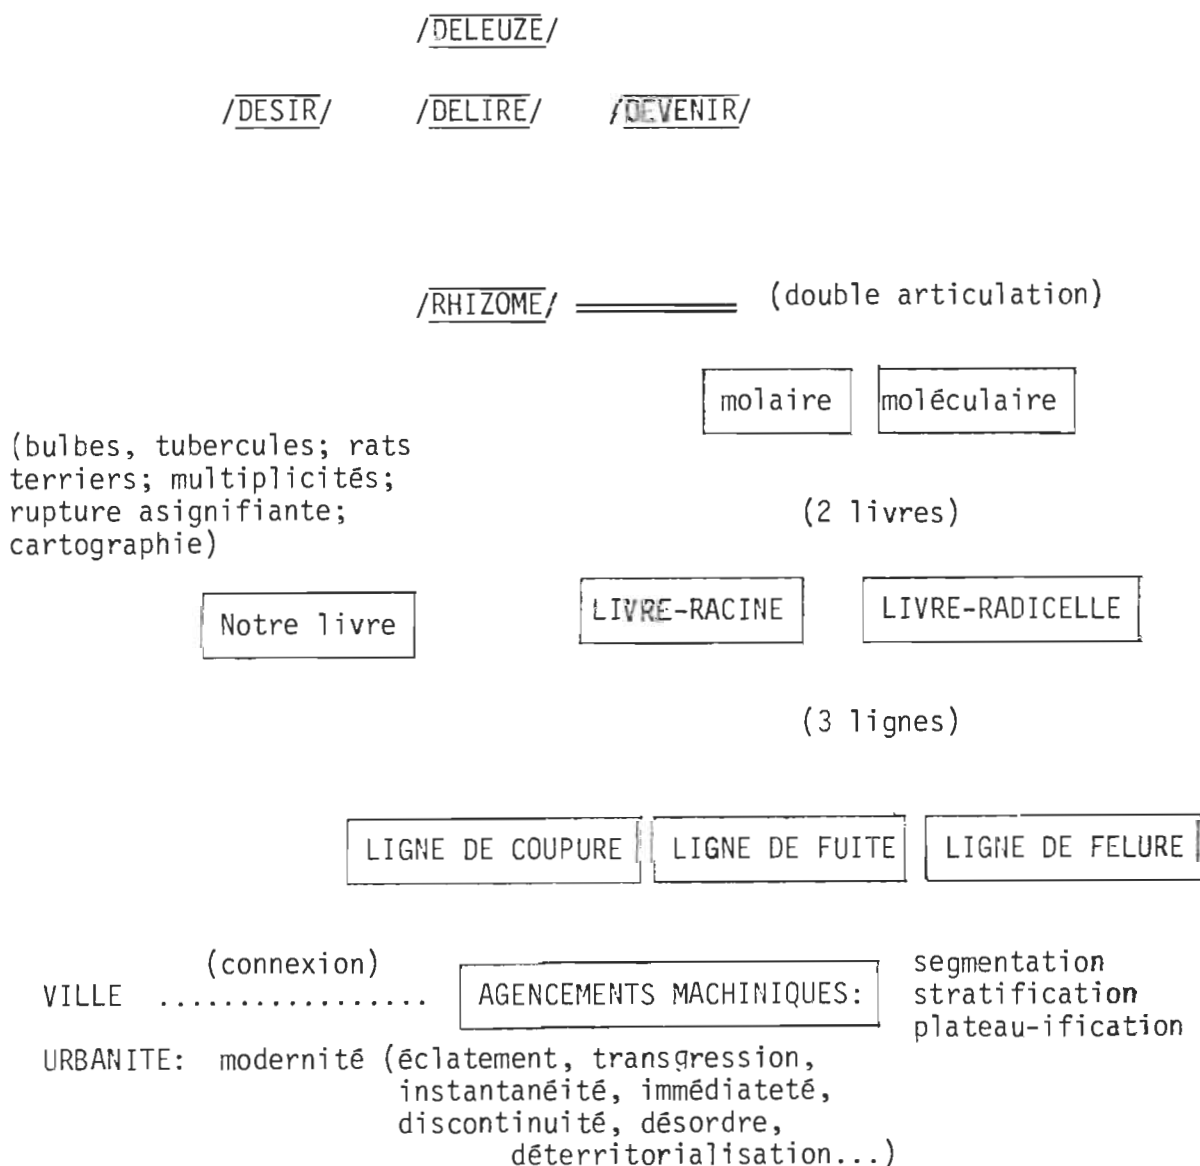 /DELEUZE/
/DESIR/ /DELIRE/ /DEVENIR/
/RHIZOME/ (double articulation)
molaire moléculaire
(bulbes, tubercules; rats
terriers; multiplicités;
rupture asignifiante;
cartographie)
(2 livres)
Notre livre LIVRE-RACINE LIVRE-RADICELLE
(3 lignes)
LIGNE DE COUPURE LIGNE DE FUITE LIGNE DE FELURE
(connexion)
VILLE ................. AGENCEMENTS MACHINIQUES:
segmentation
stratification
plateau-ification
URBANITE: modernité (éclatement, transgression,
instantanéité, immédiateté,
discontinuité, désordre,
déterritorialisation...)